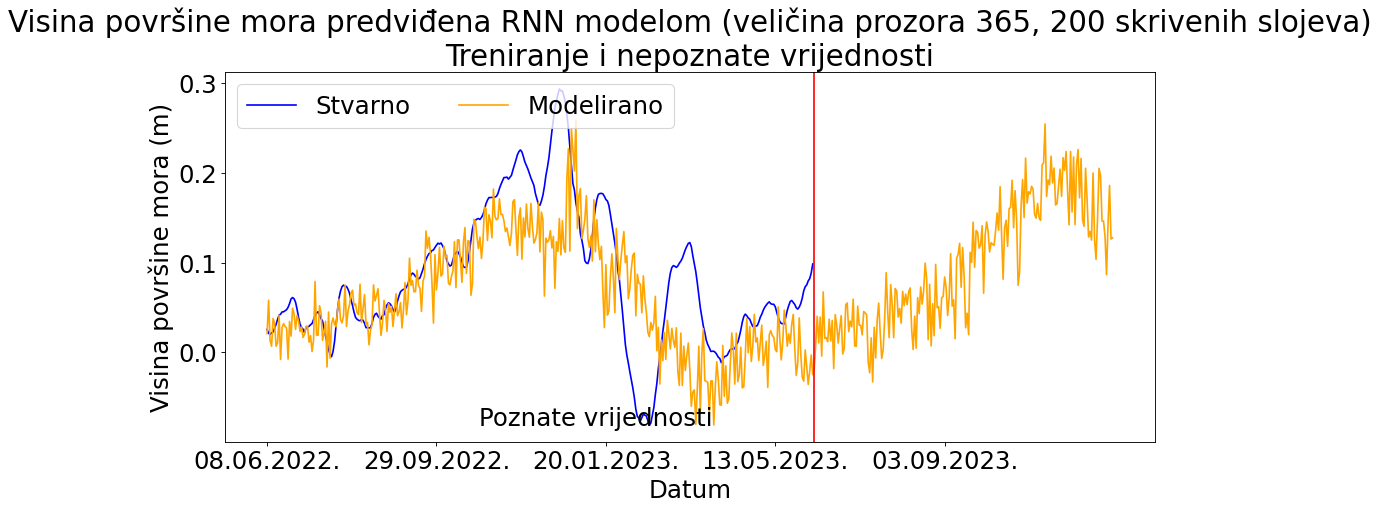 Visina površine mora predviđena RNN modelom (veličina prozora 365, 200 skrivenih slojeva)
Treniranje i nepoznate vrijednosti
Stvarno
Modelirano
Visina površine mora (m)
0.3
0.2
0.1
0.0
Poznate vrijednosti
08.06.2022.
29.09.2022.
20.01.2023.
13.05.2023.
03.09.2023.
Datum